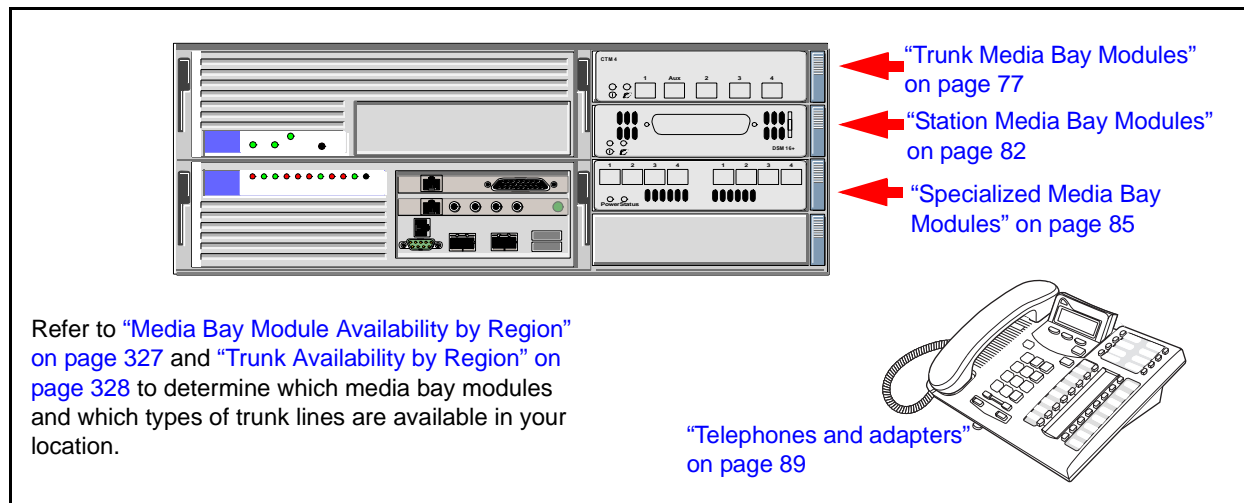 CTM 4
1 Aux 2 3 4
DSM 16+
1 2 3 4 1 2 3 4
PowerStatus
“Trunk Media Bay Modules”
on page 77
“Station Media Bay Modules”
on page 82
“Specialized Media Bay
Modules” on page 85
Refer to “Media Bay Module Availability by Region”
on page 327 and “Trunk Availability by Region” on
page 328 to determine which media bay modules
and which types of trunk lines are available in your
location.
“Telephones and adapters”
on page 89